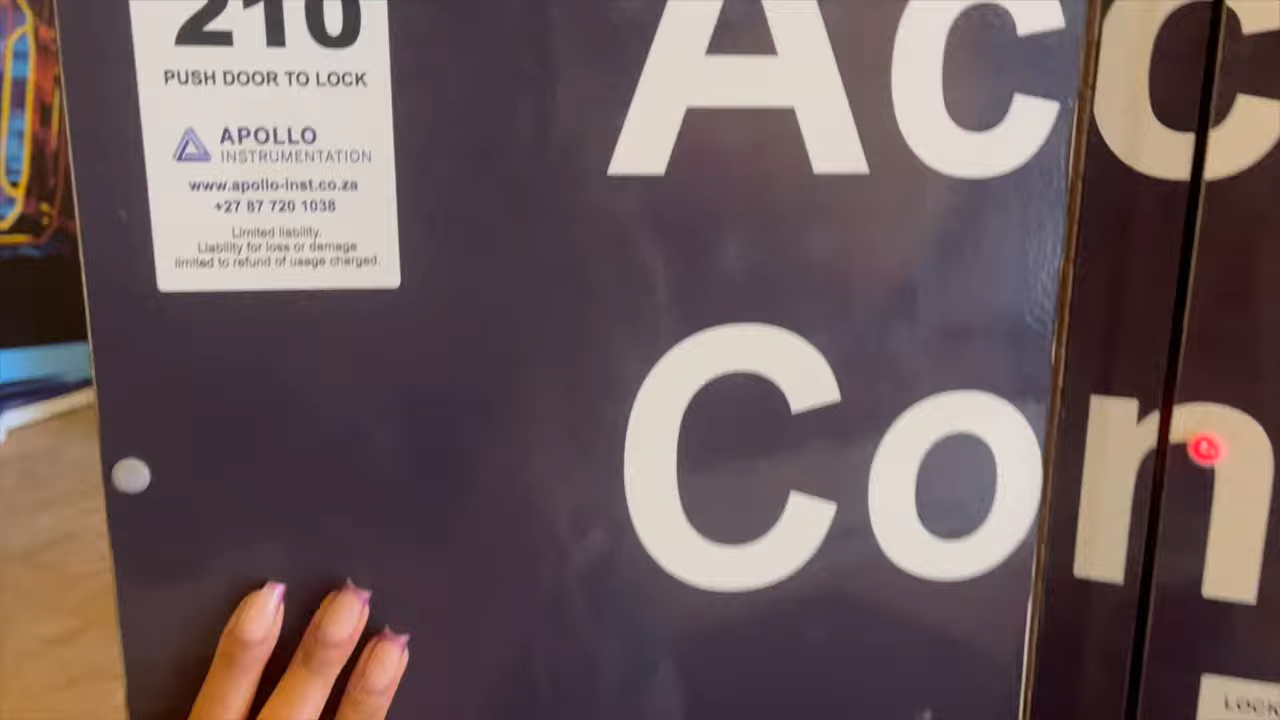 210
PUSH DOOR TO LOCK
APOLLO
INSTRUMENTATION
www.apollo-inst.co.za
+27 87 720 1038
Limited liability.
Liability for loss or damage
limited to refund of usage charged.
Acc
Con
LOCK